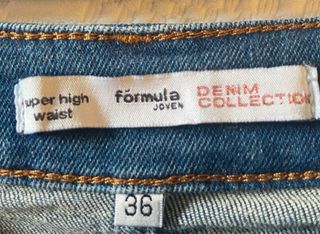 uper high
waist
fórmula
JOVEN
DENIM
COLLECTIO
36